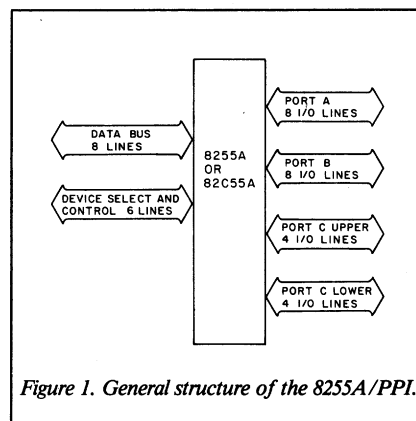 DATA BUS
8 LINES
DEVICE SELECT AND
CONTROL 6 LINES
8255A
OR
82C55A
PORT A
8 I/O LINES
PORT B
8 I/O LINES
PORT C UPPER
4 I/O LINES
PORT C LOWER
4 I/O LINES
Figure 1. General structure of the 8255A/PPI.